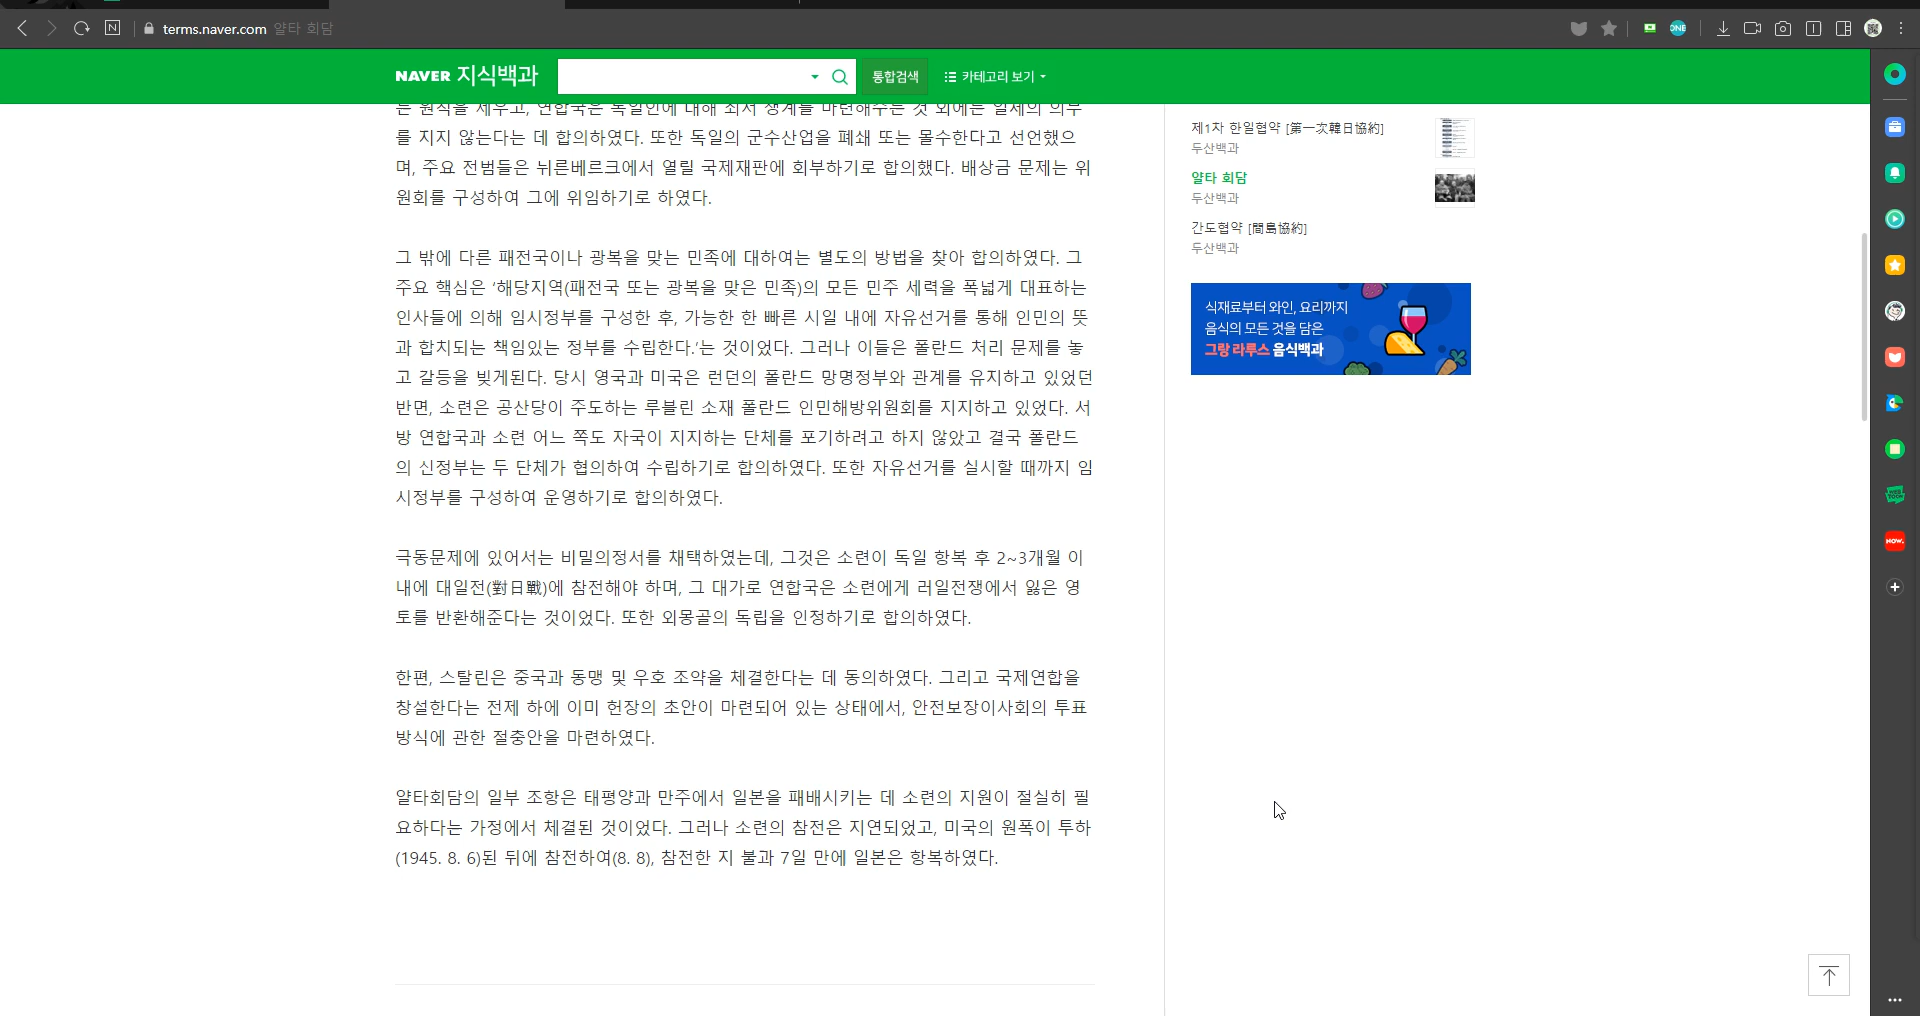 terms.naver.com 얄타 회담
NAVER 지식백과
통합검색
카테고리 보기
는 원칙을 세우고, 연합국은 독일인에 대해 최저 생계를 마련해주는 것 외에는 일체의 의무
를 지지 않는다는 데 합의하였다. 또한 독일의 군수산업을 폐쇄 또는 몰수한다고 선언했으
며, 주요 전범들은 뉘른베르크에서 열릴 국제재판에 회부하기로 합의했다. 배상금 문제는 위
원회를 구성하여 그에 위임하기로 하였다.
그 밖에 다른 패전국이나 광복을 맞는 민족에 대하여는 별도의 방법을 찾아 합의하였다. 그
주요 핵심은 ‘해당지역(패전국 또는 광복을 맞은 민족)의 모든 민주 세력을 폭넓게 대표하는
인사들에 의해 임시정부를 구성한 후, 가능한 한 빠른 시일 내에 자유선거를 통해 인민의 뜻
과 합치되는 책임있는 정부를 수립한다.’는 것이었다. 그러나 이들은 폴란드 처리 문제를 놓
고 갈등을 빚게된다. 당시 영국과 미국은 런던의 폴란드 망명정부와 관계를 유지하고 있었던
반면, 소련은 공산당이 주도하는 루블린 소재 폴란드 인민해방위원회를 지지하고 있었다. 서
방 연합국과 소련 어느 쪽도 자국이 지지하는 단체를 포기하려고 하지 않았고 결국 폴란드
의 신정부는 두 단체가 협의하여 수립하기로 합의하였다. 또한 자유선거를 실시할 때까지 임
시정부를 구성하여 운영하기로 합의하였다.
극동문제에 있어서는 비밀의정서를 채택하였는데, 그것은 소련이 독일 항복 후 2~3개월 이
내에 대일전(對日戰)에 참전해야 하며, 그 대가로 연합국은 소련에게 러일전쟁에서 잃은 영
토를 반환해준다는 것이었다. 또한 외몽골의 독립을 인정하기로 합의하였다.
한편, 스탈린은 중국과 동맹 및 우호 조약을 체결한다는 데 동의하였다. 그리고 국제연합을
창설한다는 전제 하에 이미 헌장의 초안이 마련되어 있는 상태에서, 안전보장이사회의 투표
방식에 관한 절충안을 마련하였다.
얄타회담의 일부 조항은 태평양과 만주에서 일본을 패배시키는 데 소련의 지원이 절실히 필
요하다는 가정에서 체결된 것이었다. 그러나 소련의 참전은 지연되었고, 미국의 원폭이 투하
(1945. 8. 6)된 뒤에 참전하여(8. 8), 참전한 지 불과 7일 만에 일본은 항복하였다.
제1차 한일협약 [第一次韓日協約]
두산백과
얄타 회담
두산백과
간도협약 [間島協約]
두산백과
식재료부터 와인, 요리까지
음식의 모든 것을 담은
그랑 라루스 음식백과
ONE
WEB
TOON
NOW.